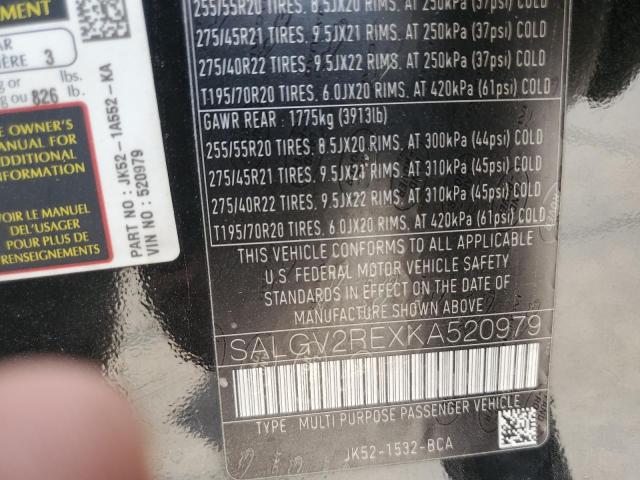 EMENT
AR
IÈRE 3
g or lbs.
g ou 826 lb.
E OWNER'S
MANUAL FOR
ADDITIONAL
VOIR LE MANUEL
DE L'USAGER
POUR PLUS DE
RENSEIGNEMENTS
PART NO : JK52-1A552-KA
VIN NO : 520979
255/55R20 TIRES, 8.5JX20 RIMS, AT 250kPa (37psi) COLD
275/45R21 TIRES, 9.5JX21 RIMS, AT 250kPa (37psi) COLD
275/40R22 TIRES, 9.5JX22 RIMS, AT 250kPa (37psi) COLD
T195/70R20 TIRES, 6.0JX20 RIMS, AT 420kPa (61psi) COLD
GAWR REAR : 1775kg (3913lb)
255/55R20 TIRES, 8.5JX20 RIMS, AT 300kPa (44psi) COLD
275/45R21 TIRES, 9.5JX21 RIMS, AT 310kPa (45psi) COLD
275/40R22 TIRES, 9.5JX22 RIMS, AT 310kPa (45psi) COLD
T195/70R20 TIRES, 6.0JX20 RIMS, AT 420kPa (61psi) COLD
THIS VEHICLE CONFORMS TO ALL APPLICABLE
U.S. FEDERAL MOTOR VEHICLE SAFETY
STANDARDS IN EFFECT ON THE DATE OF
MANUFACTURE SHOWN ABOVE
SALGV2REXKA520979
TYPE: MULTI PURPOSE PASSENGER VEHICLE
JK52-1532-BCA